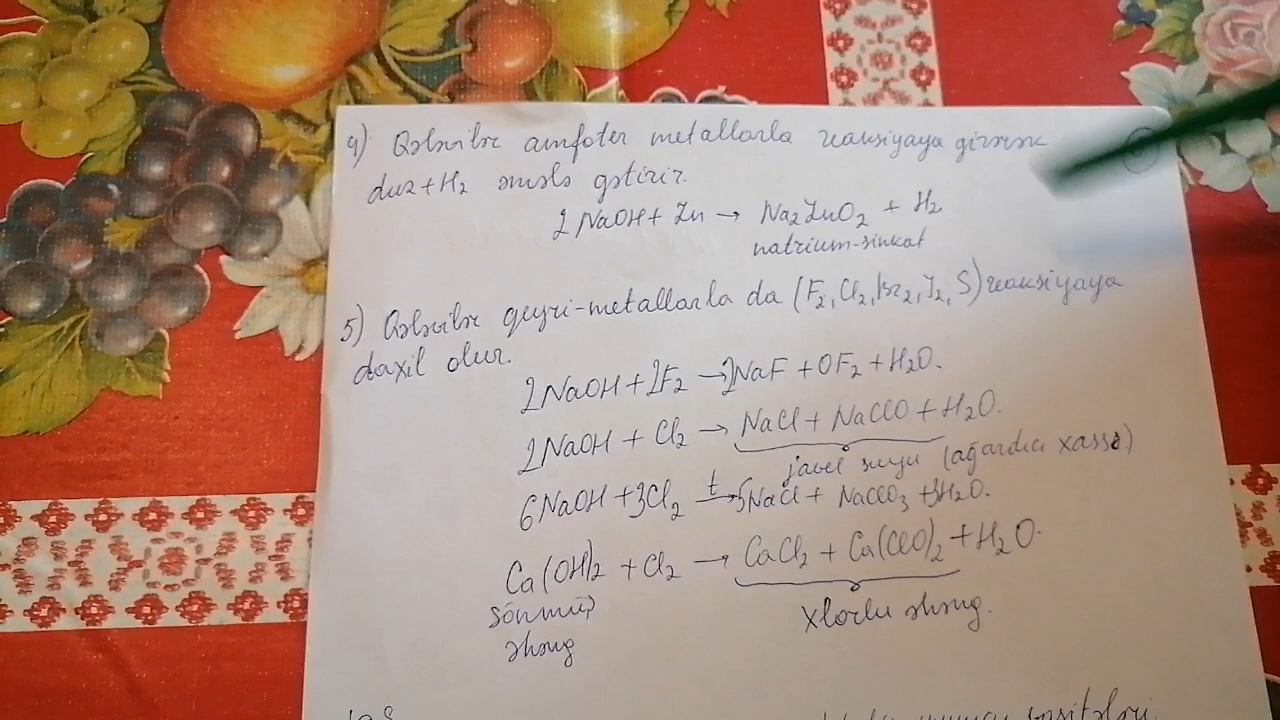 4) Qələvilər amfoter metallarla reaksiyaya girərək
duz+H₂ əmələ gətirir.
2NaOH + Zn → Na₂ZnO₂ + H₂
natrium-sinkat
5) Qələvilər qeyri-metallarla da (F₂, Cl₂, Br₂, I₂, S) reaksiyaya
daxil olur.
2NaOH + 2F₂ → 2NaF + OF₂ + H₂O.
2NaOH + Cl₂ → NaCl + NaClO + H₂O.
javel suyu (ağardıcı xassə)
6NaOH + 3Cl₂ t→ 5NaCl + NaClO₃ + 3H₂O.
Ca(OH)₂ + Cl₂ → CaCl₂ + Ca(ClO)₂ + H₂O.
sönmüş xlorlu əhəng.
əhəng